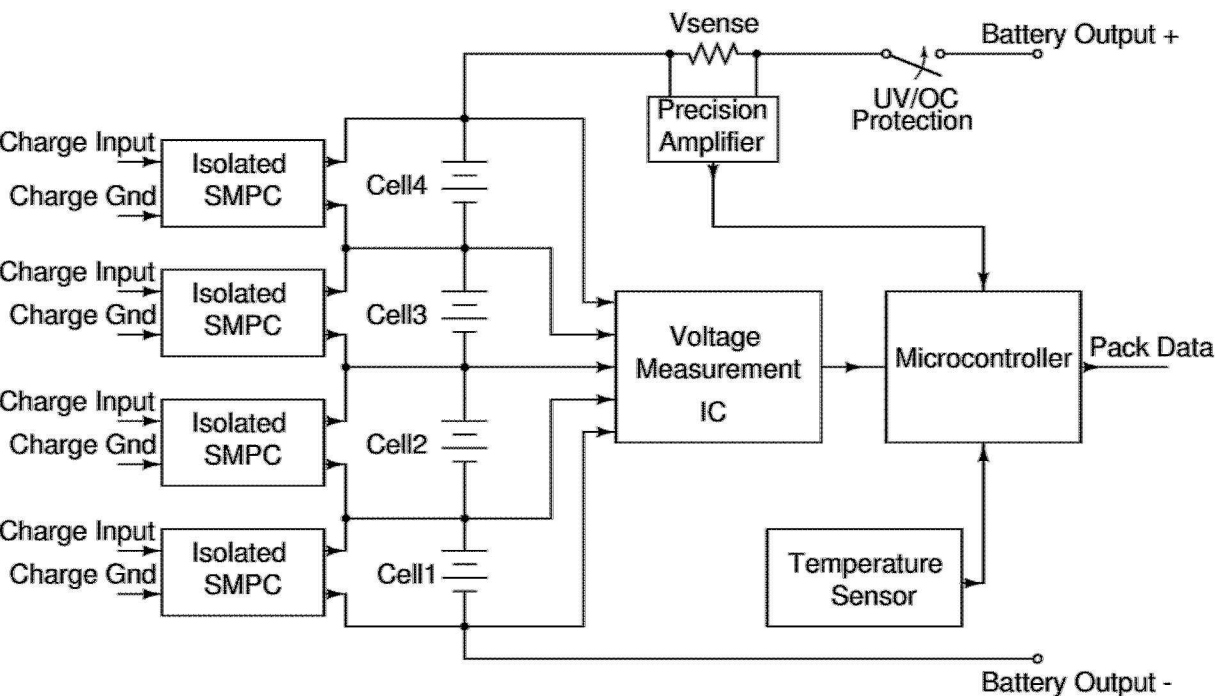 Vsense
Battery Output +
UV/OC
Protection
Precision
Amplifier
Charge Input
Charge Gnd
Isolated
SMPC
Cell4
Charge Input
Charge Gnd
Isolated
SMPC
Cell3
Voltage
Measurement
IC
Microcontroller
Pack Data
Charge Input
Charge Gnd
Isolated
SMPC
Cell2
Charge Input
Charge Gnd
Isolated
SMPC
Cell1
Temperature
Sensor
Battery Output -